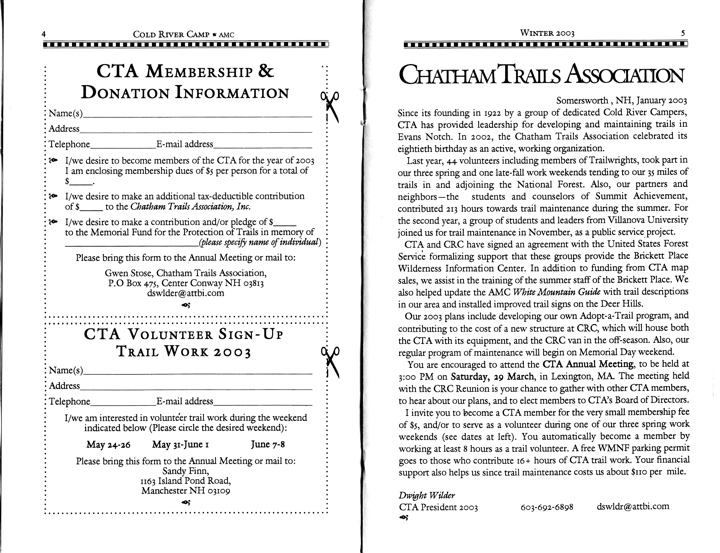 4 COLD RIVER CAMP ▪ AMC
CTA MEMBERSHIP &
DONATION INFORMATION
Name(s)
Address
Telephone E-mail address
I/we desire to become members of the CTA for the year of 2003
I am enclosing membership dues of $5 per person for a total of
$_____.
I/we desire to make an additional tax-deductible contribution
of $_____ to the Chatham Trails Association, Inc.
I/we desire to make a contribution and/or pledge of $_____
to the Memorial Fund for the Protection of Trails in memory of
(please specify name of individual)
Please bring this form to the Annual Meeting or mail to:
Gwen Stose, Chatham Trails Association,
P.O Box 475, Center Conway NH 03813
dswlder@attbi.com
CTA VOLUNTEER SIGN-UP
TRAIL WORK 2003
Name(s)
Address
Telephone E-mail address
I/we am interested in volunteer trail work during the weekend
indicated below (Please circle the desired weekend):
May 24-26 May 31-June 1 June 7-8
Please bring this form to the Annual Meeting or mail to:
Sandy Finn,
1163 Island Pond Road,
Manchester NH 03109
WINTER 2003 5
CHATHAM TRAILS ASSOCIATION
Somersworth , NH, January 2003
Since its founding in 1922 by a group of dedicated Cold River Campers,
CTA has provided leadership for developing and maintaining trails in
Evans Notch. In 2002, the Chatham Trails Association celebrated its
eightieth birthday as an active, working organization.
Last year, 44 volunteers including members of Trailwrights, took part in
our three spring and one late-fall work weekends tending to our 35 miles of
trails in and adjoining the National Forest. Also, our partners and
neighbors—the students and counselors of Summit Achievement,
contributed 213 hours towards trail maintenance during the summer. For
the second year, a group of students and leaders from Villanova University
joined us for trail maintenance in November, as a public service project.
CTA and CRC have signed an agreement with the United States Forest
Service formalizing support that these groups provide the Brickett Place
Wilderness Information Center. In addition to funding from CTA map
sales, we assist in the training of the summer staff of the Brickett Place. We
also helped update the AMC White Mountain Guide with trail descriptions
in our area and installed improved trail signs on the Deer Hills.
Our 2003 plans include developing our own Adopt-a-Trail program, and
contributing to the cost of a new structure at CRC, which will house both
the CTA with its equipment, and the CRC van in the off-season. Also, our
regular program of maintenance will begin on Memorial Day weekend.
You are encouraged to attend the CTA Annual Meeting, to be held at
3:00 PM on Saturday, 29 March, in Lexington, MA. The meeting held
with the CRC Reunion is your chance to gather with other CTA members,
to hear about our plans, and to elect members to CTA's Board of Directors.
I invite you to become a CTA member for the very small membership fee
of $5, and/or to serve as a volunteer during one of our three spring work
weekends (see dates at left). You automatically become a member by
working at least 8 hours as a trail volunteer. A free WMNF parking permit
goes to those who contribute 16+ hours of CTA trail work. Your financial
support also helps us since trail maintenance costs us about $110 per mile.
Dwight Wilder
CTA President 2003 603-692-6898 dswldr@attbi.com